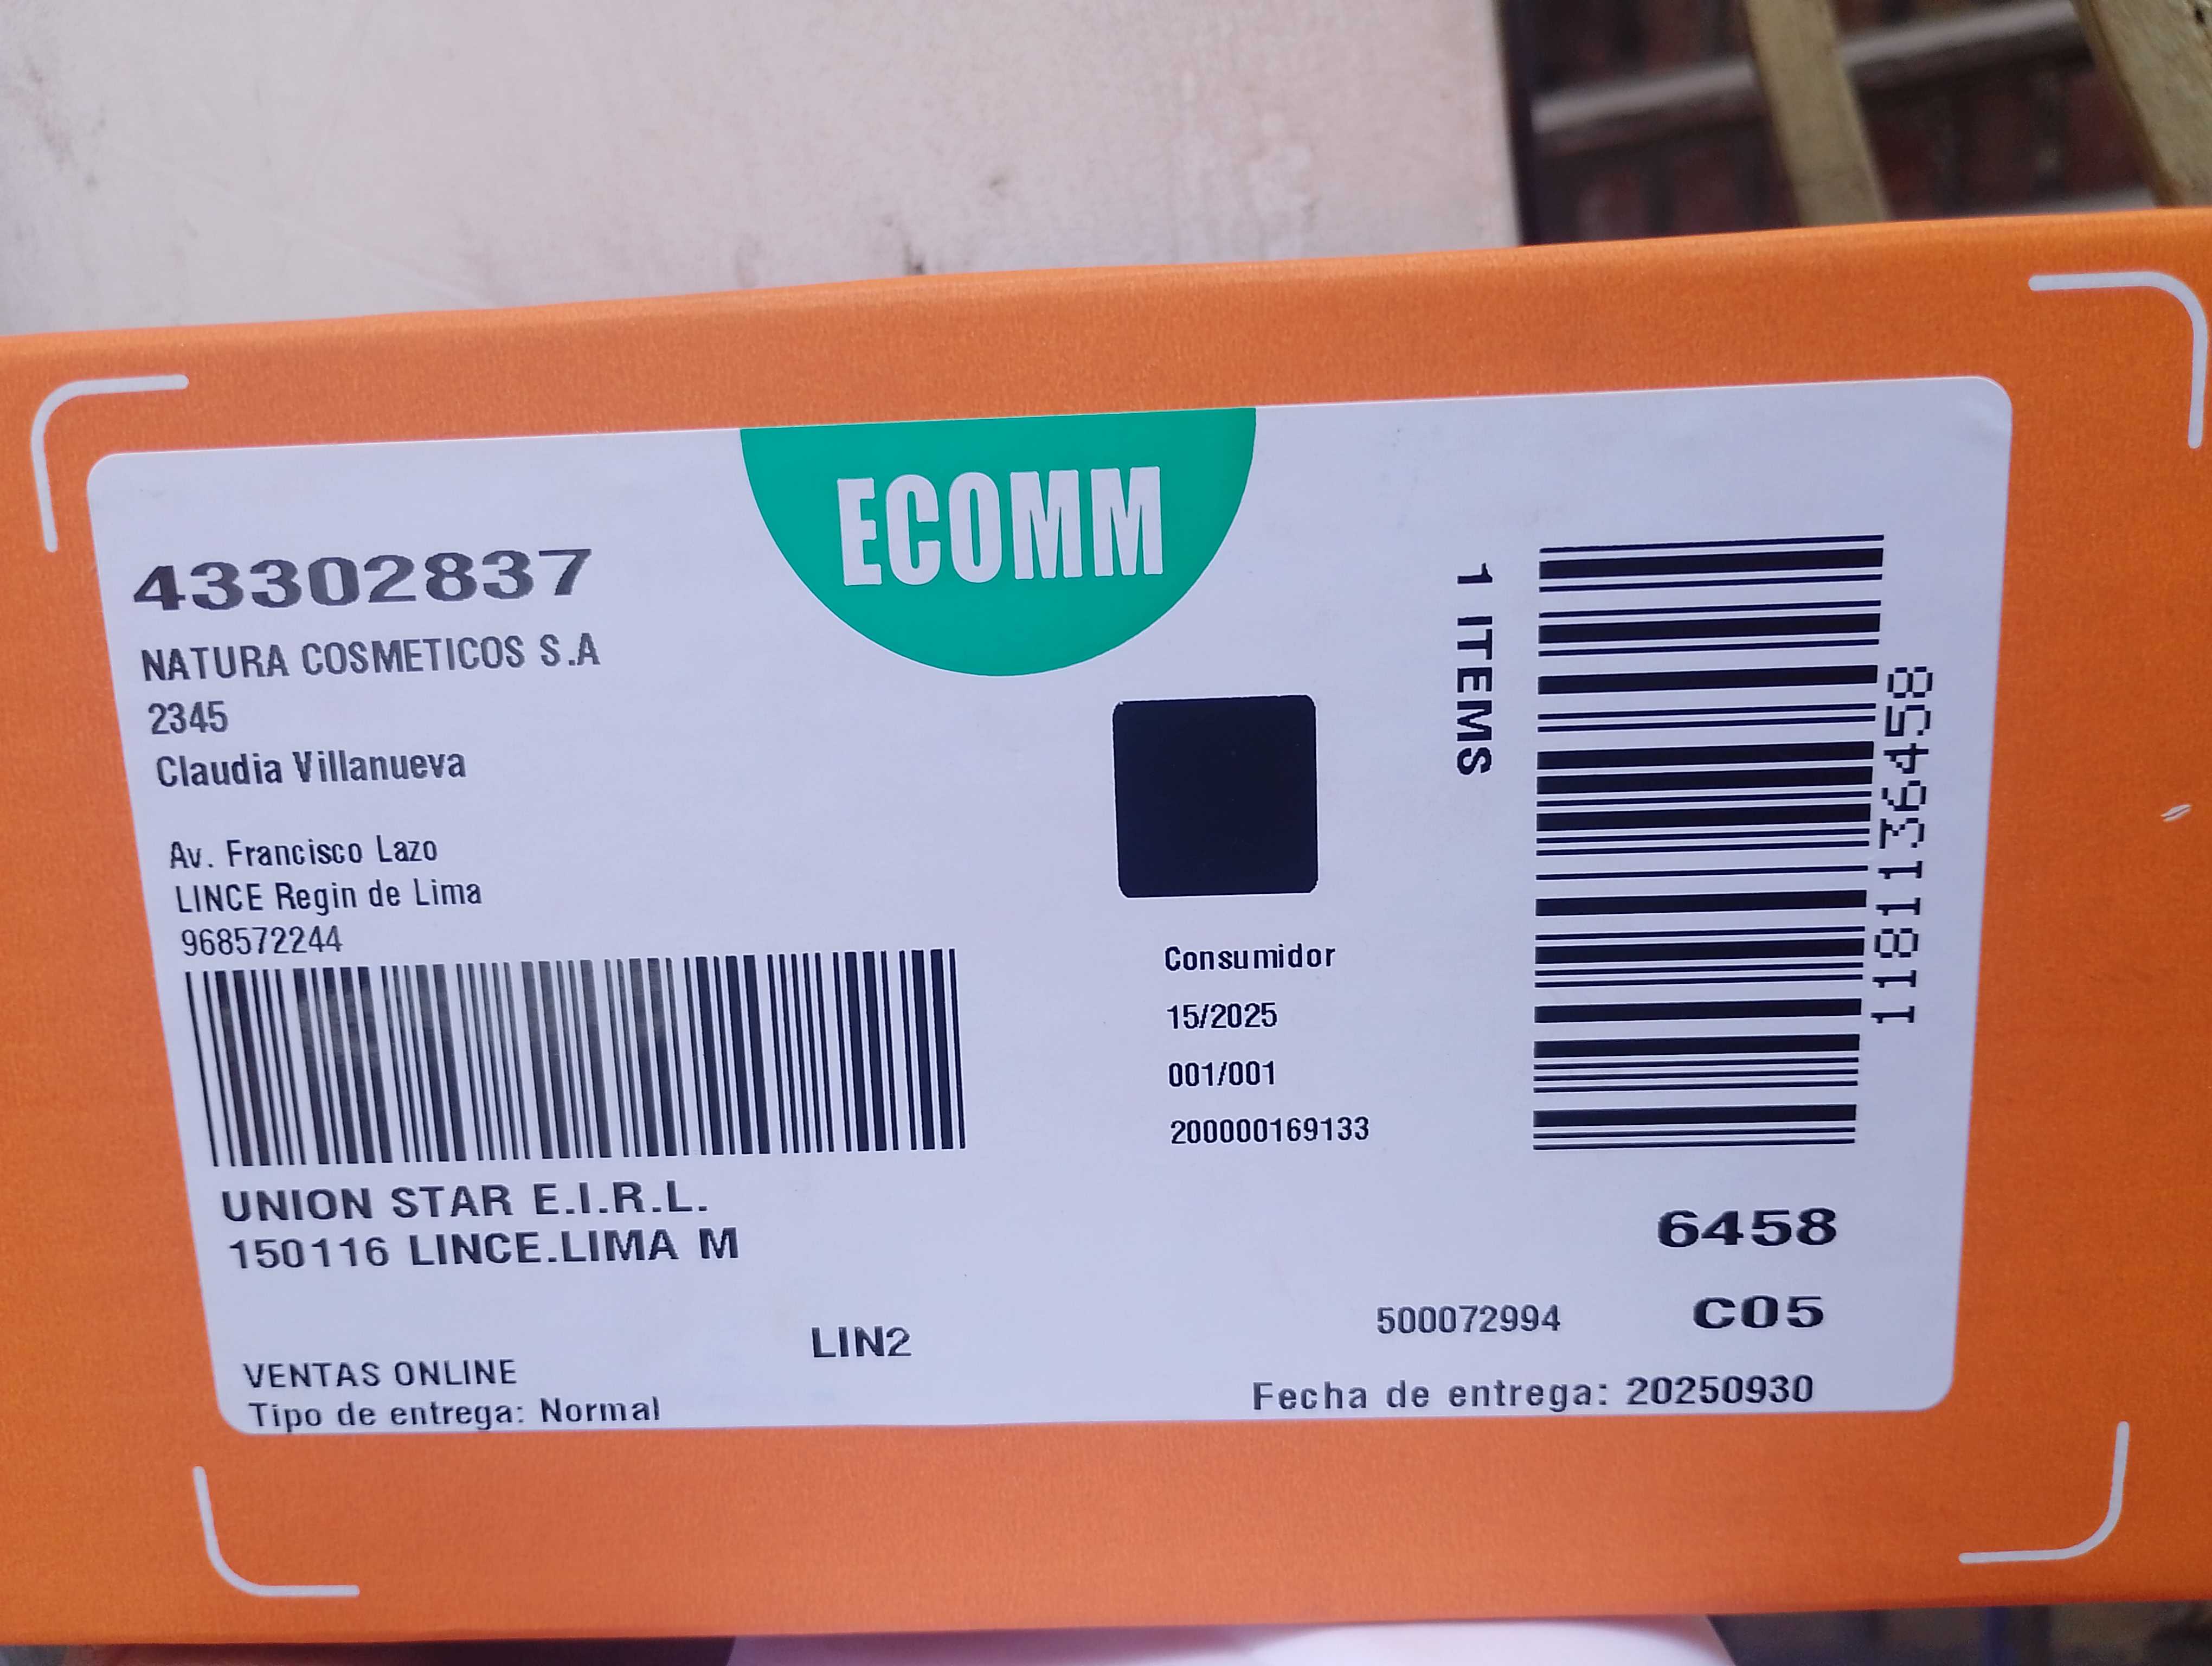 ECOMM
43302837
NATURA COSMETICOS S.A
2345
Claudia Villanueva
Av. Francisco Lazo
LINCE Regin de Lima
968572244
UNION STAR E.I.R.L.
150116 LINCE.LIMA M
LIN2
VENTAS ONLINE
Tipo de entrega: Normal
Consumidor
15/2025
001/001
200000169133
1 ITEMS
1181136458
6458
500072994 C05
Fecha de entrega: 20250930